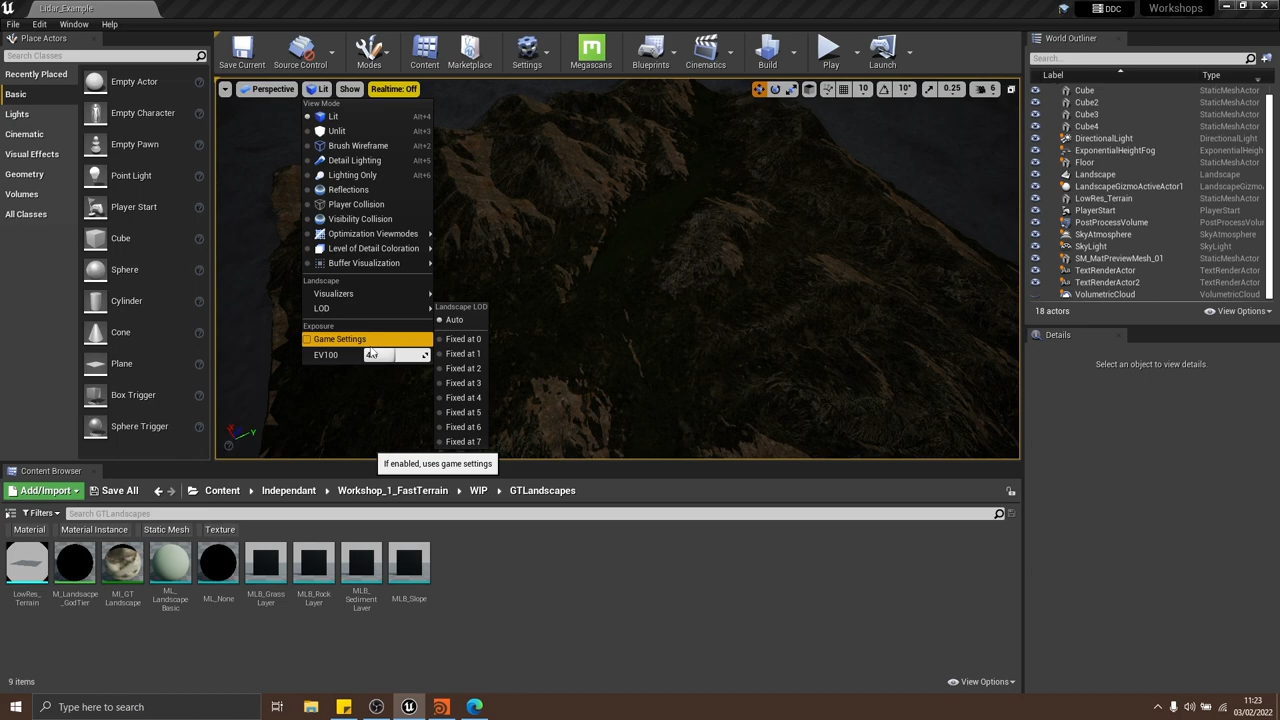 Lidar_Example
DDC
Workshops
File Edit Window Help
Place Actors
Search Classes
Recently Placed
Basic
Lights
Cinematic
Visual Effects
Geometry
Volumes
All Classes
Empty Actor
Empty Character
Empty Pawn
Point Light
Player Start
Cube
Sphere
Cylinder
Cone
Plane
Box Trigger
Sphere Trigger
Save Current
Source Control
Modes
Content
Marketplace
Settings
Megascans
Blueprints
Cinematics
Build
Play
Launch
Perspective
Lit
Show
Realtime: Off
10
10°
0.25
6
View Mode
Lit Alt+4
Unlit Alt+3
Brush Wireframe Alt+2
Detail Lighting Alt+5
Lighting Only Alt+6
Reflections
Player Collision
Visibility Collision
Optimization Viewmodes
Level of Detail Coloration
Buffer Visualization
Landscape
Visualizers
LOD
Exposure
Game Settings
EV100
Landscape LOD
Auto
Fixed at 0
Fixed at 1
Fixed at 2
Fixed at 3
Fixed at 4
Fixed at 5
Fixed at 6
Fixed at 7
If enabled, uses game settings
X
Y
World Outliner
Search...
Label Type
Cube StaticMeshActor
Cube2 StaticMeshActor
Cube3 StaticMeshActor
Cube4 StaticMeshActor
DirectionalLight DirectionalLight
ExponentialHeightFog ExponentialHeigh
Floor StaticMeshActor
Landscape Landscape
LandscapeGizmoActiveActor1 LandscapeGizmo
LowRes_Terrain StaticMeshActor
PlayerStart PlayerStart
PostProcessVolume PostProcessVolu
SkyAtmosphere SkyAtmosphere
SkyLight SkyLight
SM_MatPreviewMesh_01 StaticMeshActor
TextRenderActor TextRenderActor
TextRenderActor2 TextRenderActor
VolumetricCloud VolumetricCloud
18 actors
View Options
Details
Select an object to view details.
Content Browser
Add/Import
Save All
Content
Independant
Workshop_1_FastTerrain
WIP
GTLandscapes
Filters
Search GTLandscapes
Material
Material Instance
Static Mesh
Texture
LowRes_
Terrain
M_Landsacpe
_GodTier
MI_GT
Landscape
ML_
Landscape
Basic
ML_None
MLB_Grass
Layer
MLB_Rock
Layer
MLB_
Sediment
Layer
MLB_Slope
9 items
View Options
Type here to search
11:23
03/02/2022